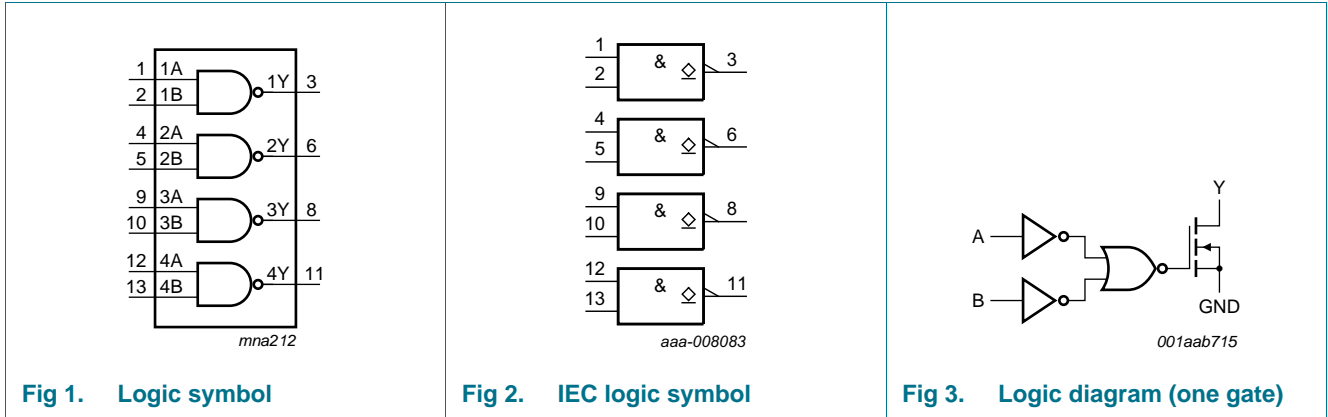 1 1A
1Y 3
2 1B
4 2A
2Y 6
5 2B
9 3A
3Y 8
10 3B
12 4A
4Y 11
13 4B
mna212
Fig 1. Logic symbol
1
& 3
2
4
& 6
5
9
& 8
10
12
& 11
13
aaa-008083
Fig 2. IEC logic symbol
Y
A
B
GND
001aab715
Fig 3. Logic diagram (one gate)